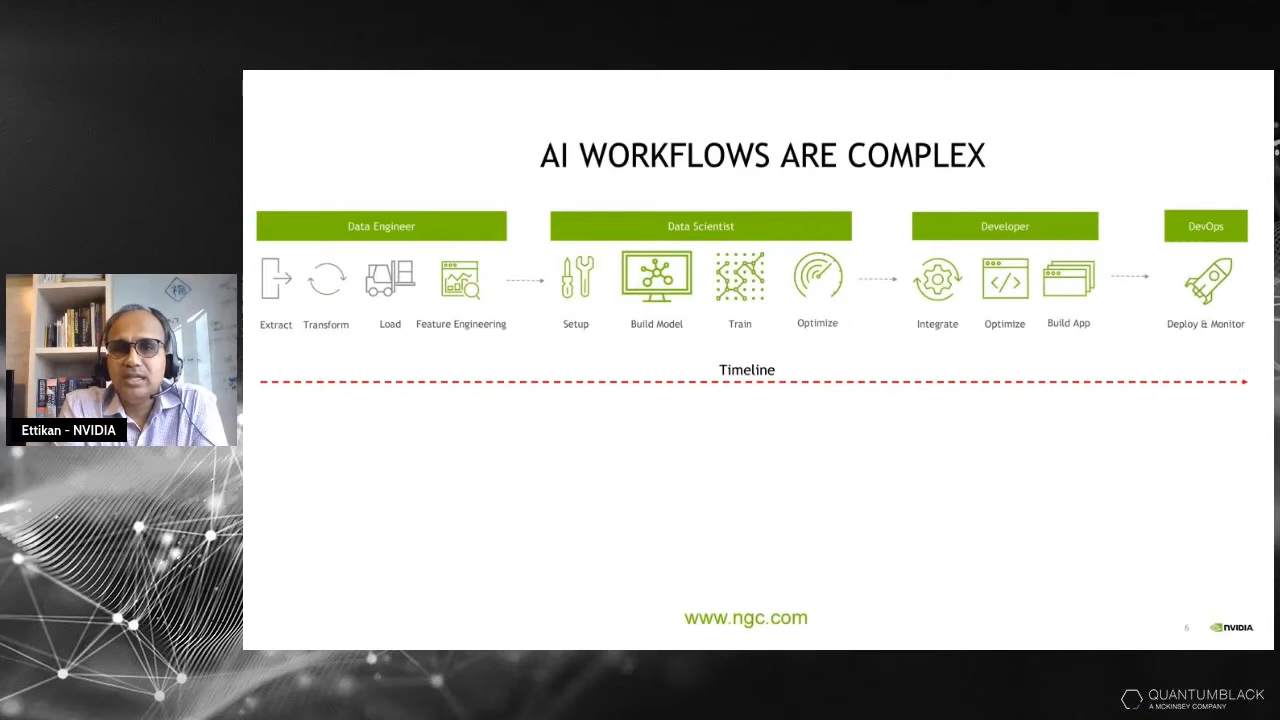 AI WORKFLOWS ARE COMPLEX
Data Engineer
Data Scientist
Developer
DevOps
Extract
Transform
Load
Feature Engineering
Setup
Build Model
Train
Optimize
Integrate
Optimize
Build App
Deploy & Monitor
Timeline
Ettikan - NVIDIA
www.ngc.com
6
NVIDIA
QUANTUMBLACK
A MCKINSEY COMPANY